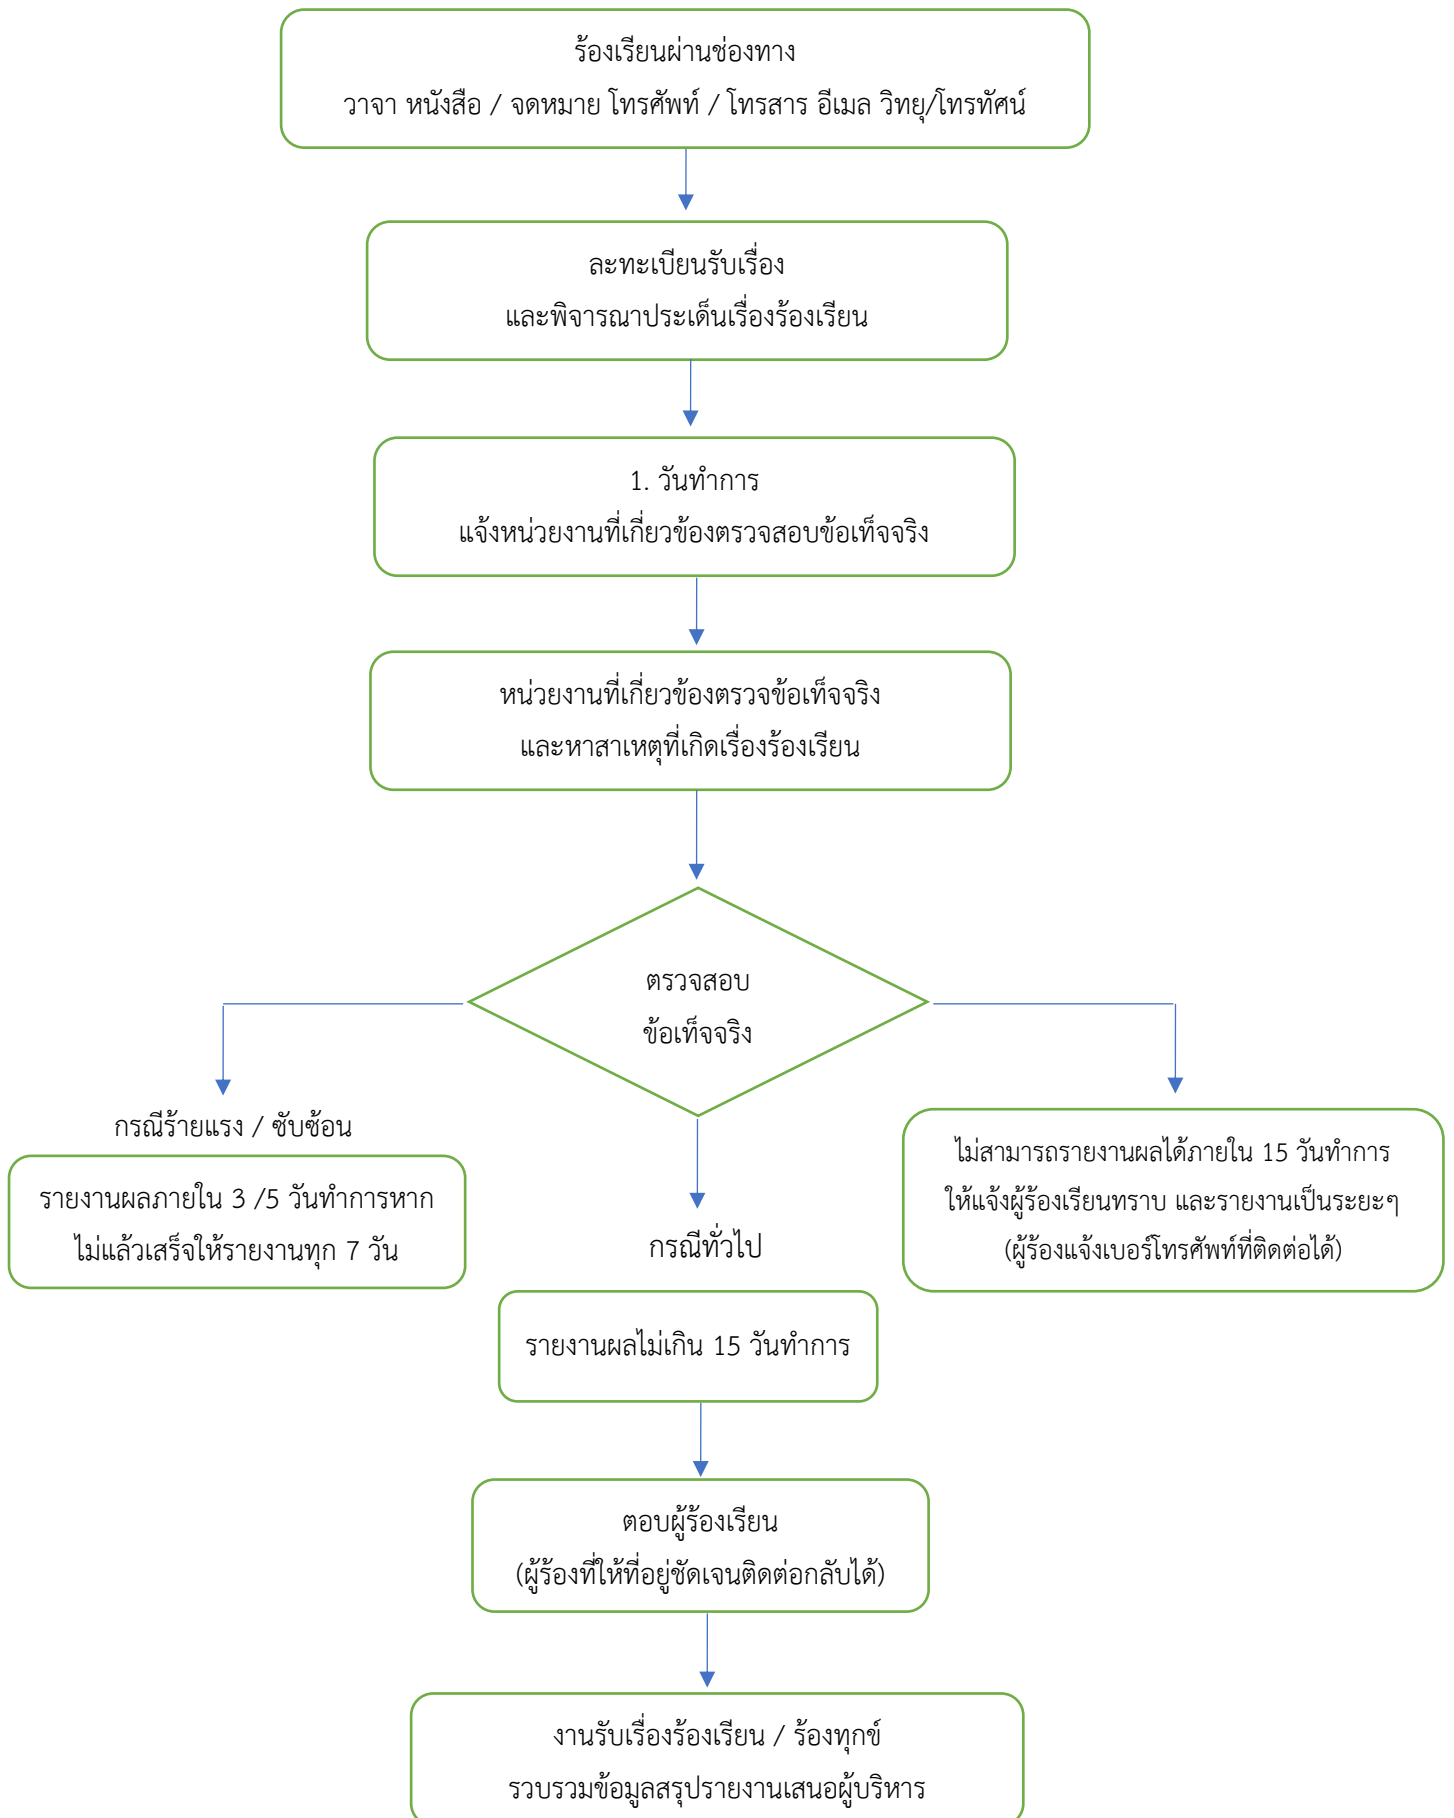 ร้องเรียนผ่านช่องทาง
วาจา หนังสือ / จดหมาย โทรศัพท์ / โทรสาร อีเมล วิทยุ/โทรทัศน์
ละทะเบียนรับเรื่อง
และพิจารณาประเด็นเรื่องร้องเรียน
1. วันทำการ
แจ้งหน่วยงานที่เกี่ยวข้องตรวจสอบข้อเท็จจริง
หน่วยงานที่เกี่ยวข้องตรวจข้อเท็จจริง
และหาสาเหตุที่เกิดเรื่องร้องเรียน
ตรวจสอบ
ข้อเท็จจริง
กรณีร้ายแรง / ซับซ้อน
รายงานผลภายใน 3 /5 วันทำการหาก
ไม่แล้วเสร็จให้รายงานทุก 7 วัน
ไม่สามารถรายงานผลได้ภายใน 15 วันทำการ
ให้แจ้งผู้ร้องเรียนทราบ และรายงานเป็นระยะๆ
(ผู้ร้องแจ้งเบอร์โทรศัพท์ที่ติดต่อได้)
กรณีทั่วไป
รายงานผลไม่เกิน 15 วันทำการ
ตอบผู้ร้องเรียน
(ผู้ร้องที่ให้ที่อยู่ชัดเจนติดต่อกลับได้)
งานรับเรื่องร้องเรียน / ร้องทุกข์
รวบรวมข้อมูลสรุปรายงานเสนอผู้บริหาร